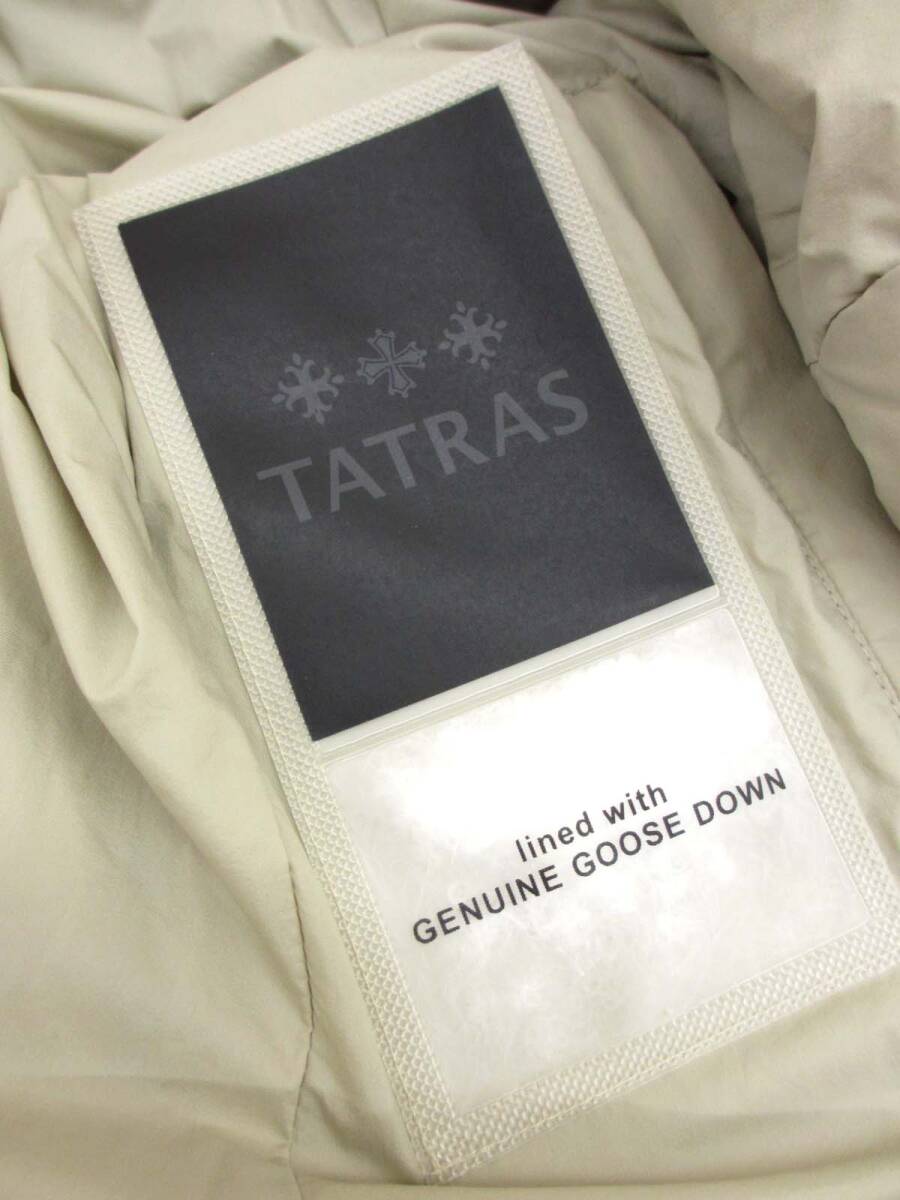 TATRAS
lined with
GENUINE GOOSE DOWN